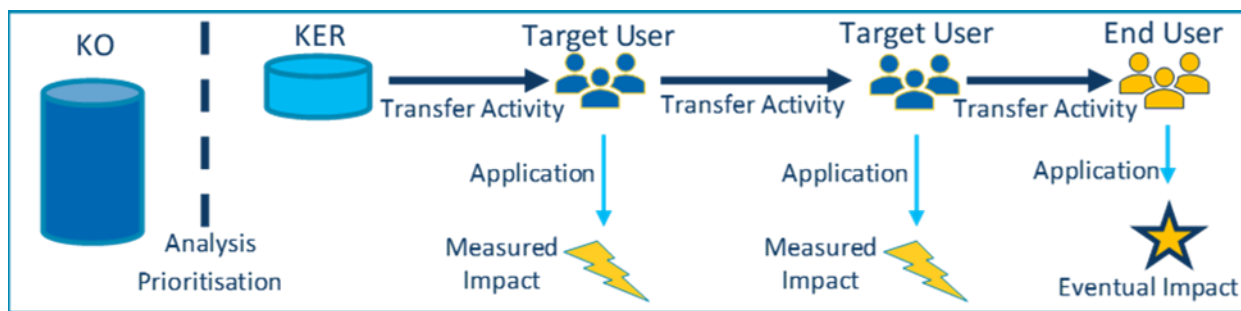 KO
Analysis
Prioritisation
KER
Transfer Activity
Target User
Application
Measured
Impact
Transfer Activity
Target User
Application
Measured
Impact
Transfer Activity
End User
Application
Eventual Impact